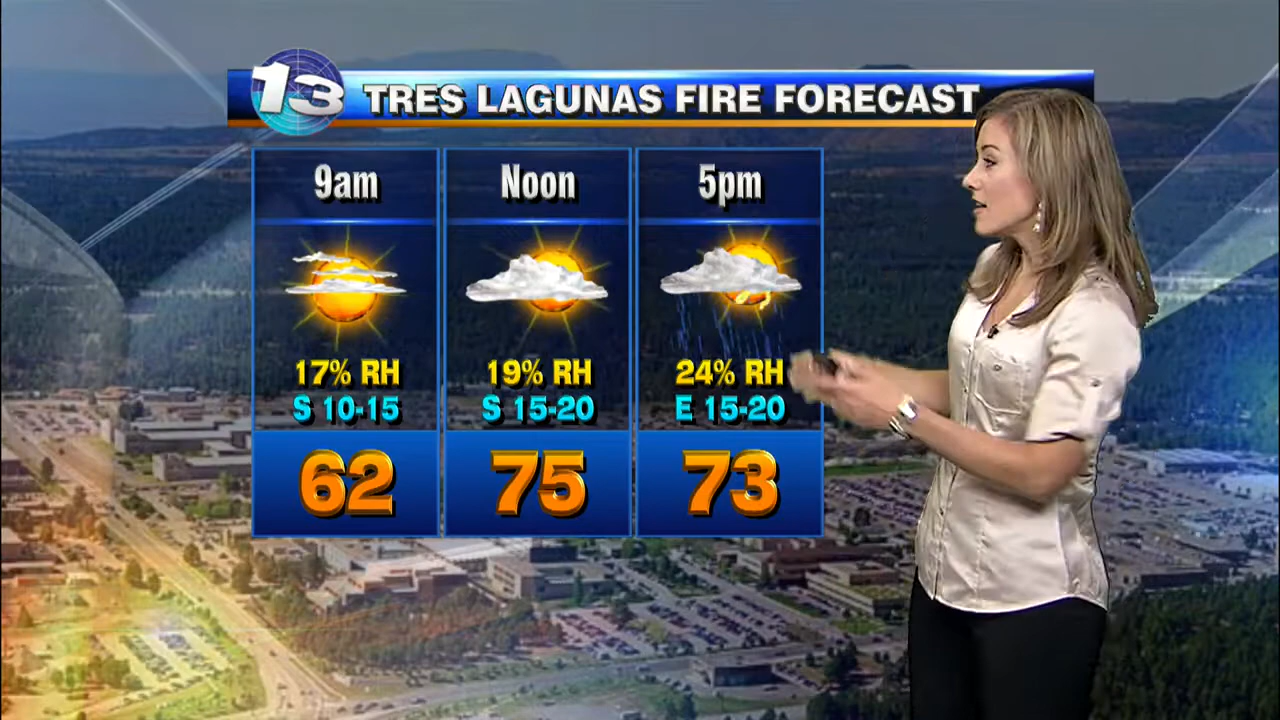 13 TRES LAGUNAS FIRE FORECAST
9am Noon 5pm
17% RH 19% RH 24% RH
S 10-15 S 15-20 E 15-20
62 75 73